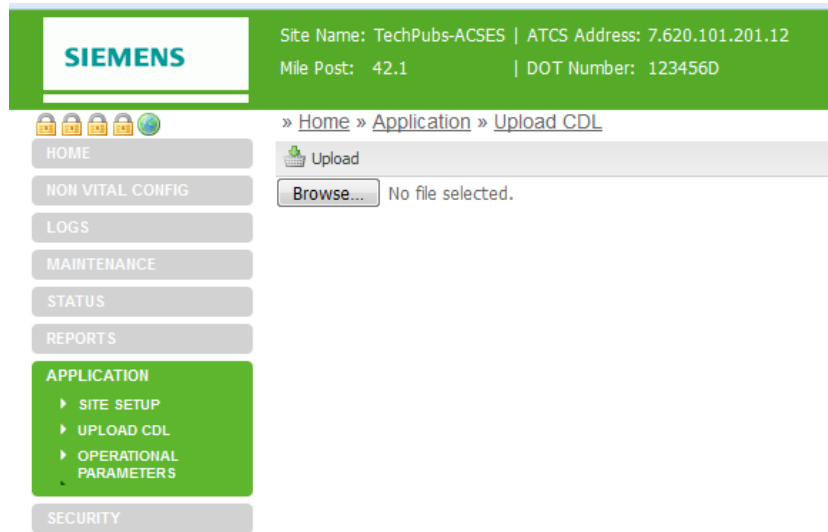 SIEMENS
Site Name: TechPubs-ACSES | ATCS Address: 7.620.101.201.12
Mile Post: 42.1 | DOT Number: 123456D
» Home » Application » Upload CDL
Upload
Browse... No file selected.
HOME
NON VITAL CONFIG
LOGS
MAINTENANCE
STATUS
REPORTS
APPLICATION
SITE SETUP
UPLOAD CDL
OPERATIONAL
PARAMETERS
SECURITY